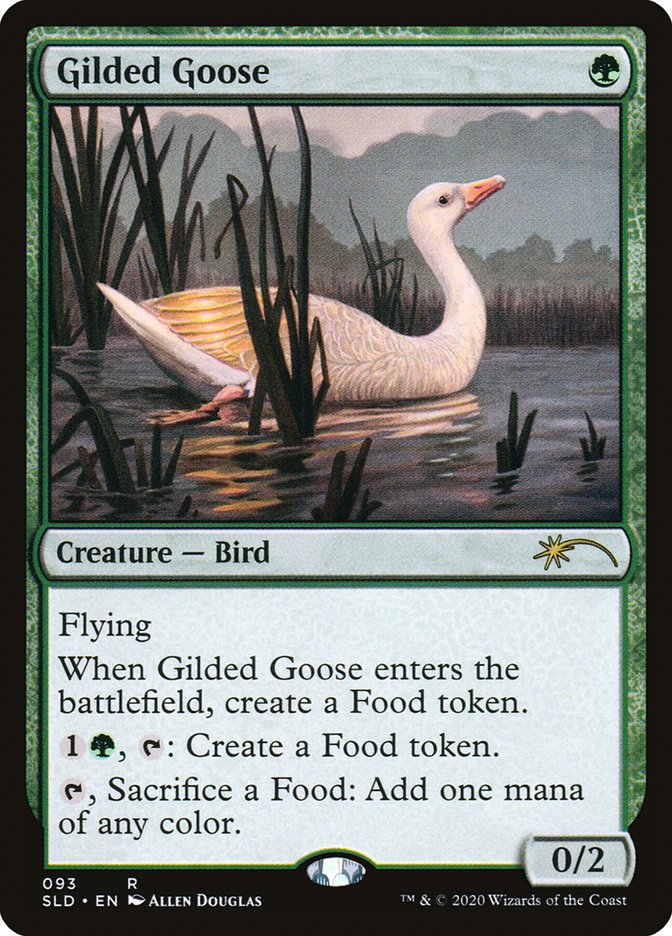 Gilded Goose
Creature — Bird
Flying
When Gilded Goose enters the
battlefield, create a Food token.
1, : Create a Food token.
, Sacrifice a Food: Add one mana
of any color.
0/2
093 R
SLD • EN ALLEN DOUGLAS
™ & © 2020 Wizards of the Coast